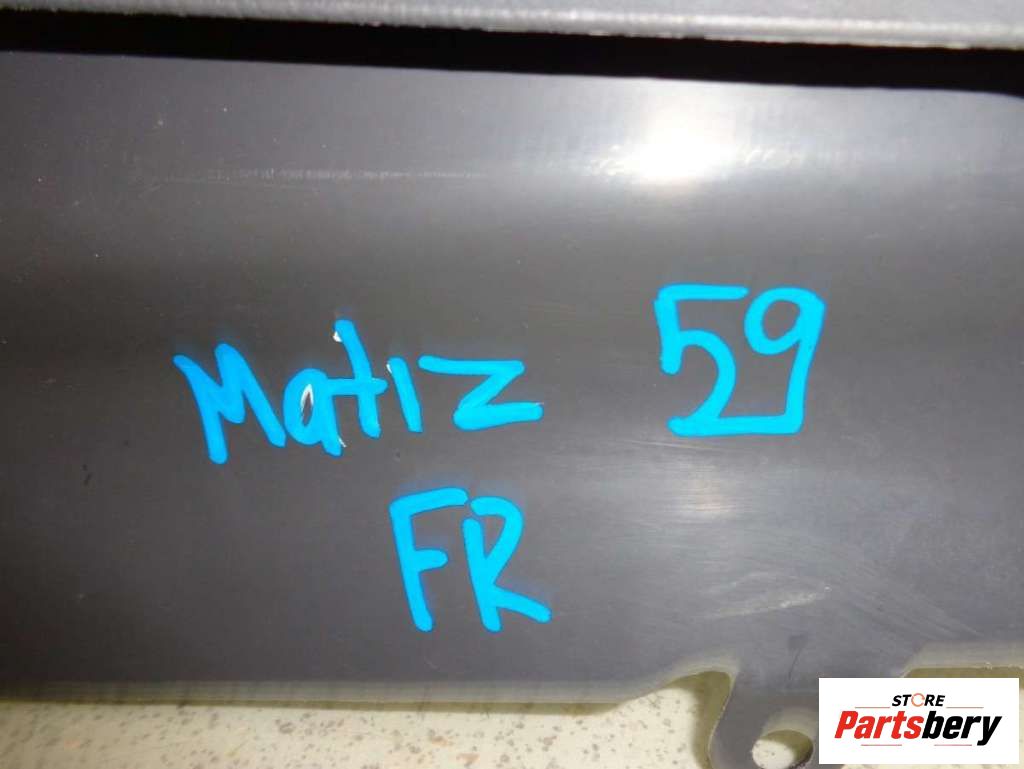 Matiz 59
FR
STORE
Partsbery